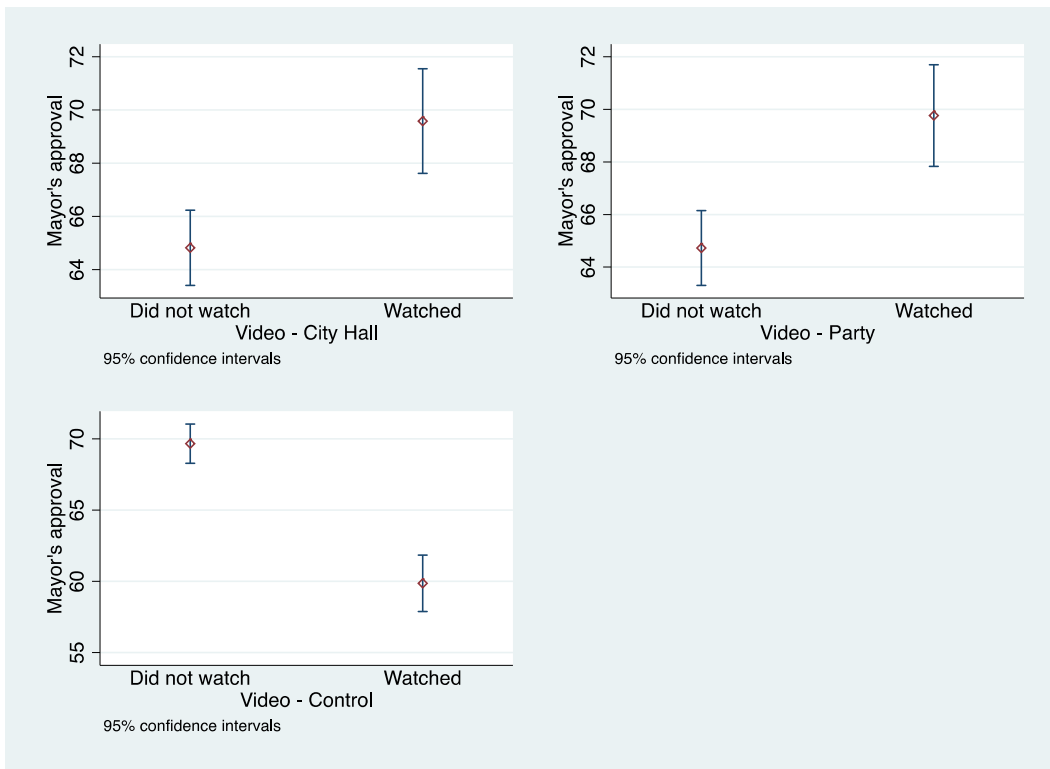 Mayor's approval
72
70
68
66
64
Did not watch
Watched
Video - City Hall
95% confidence intervals
Mayor's approval
72
70
68
66
64
Did not watch
Watched
Video - Party
95% confidence intervals
Mayor's approval
70
65
60
55
Did not watch
Watched
Video - Control
95% confidence intervals